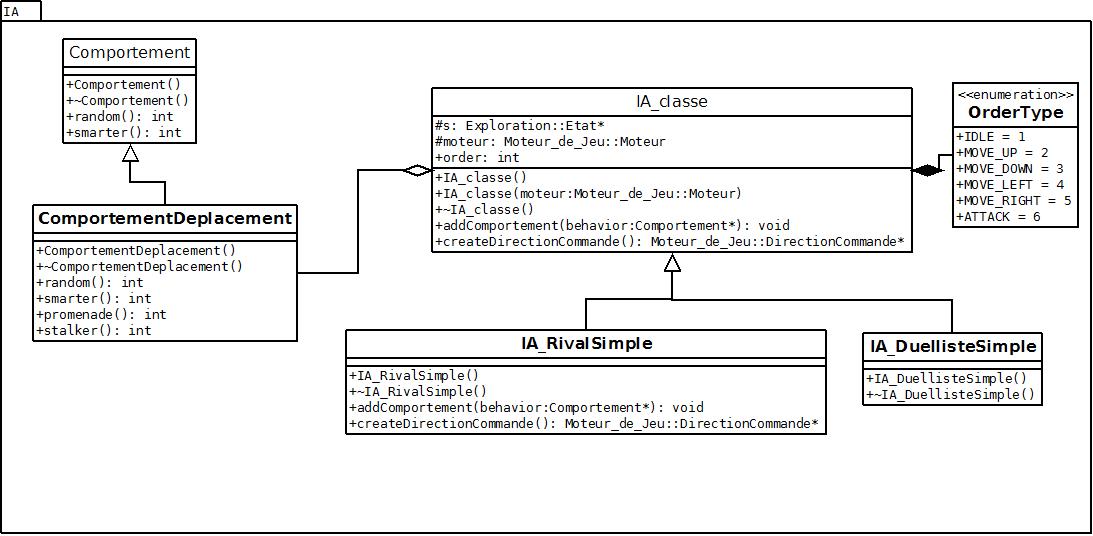 IA
Comportement
+Comportement()
+~Comportement()
+random(): int
+smarter(): int
ComportementDeplacement
+ComportementDeplacement()
+~ComportementDeplacement()
+random(): int
+smarter(): int
+promenade(): int
+stalker(): int
IA_classe
#s: Exploration::Etat*
#moteur: Moteur_de_Jeu::Moteur
+order: int
+IA_classe()
+IA_classe(moteur:Moteur_de_Jeu::Moteur)
+~IA_classe()
+addComportement(behavior:Comportement*): void
+createDirectionCommande(): Moteur_de_Jeu::DirectionCommande*
<<enumeration>>
OrderType
+IDLE = 1
+MOVE_UP = 2
+MOVE_DOWN = 3
+MOVE_LEFT = 4
+MOVE_RIGHT = 5
+ATTACK = 6
IA_RivalSimple
+IA_RivalSimple()
+~IA_RivalSimple()
+addComportement(behavior:Comportement*): void
+createDirectionCommande(): Moteur_de_Jeu::DirectionCommande*
IA_DuellisteSimple
+IA_DuellisteSimple()
+~IA_DuellisteSimple()